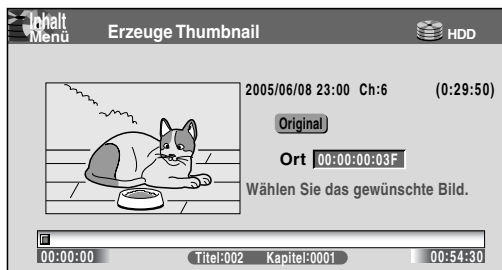 Inhalt
Menü
Erzeuge Thumbnail
HDD
2005/06/08 23:00 Ch:6 (0:29:50)
Original
Ort 00:00:00:03F
Wählen Sie das gewünschte Bild.
00:00:00 Titel:002 Kapitel:0001 00:54:30